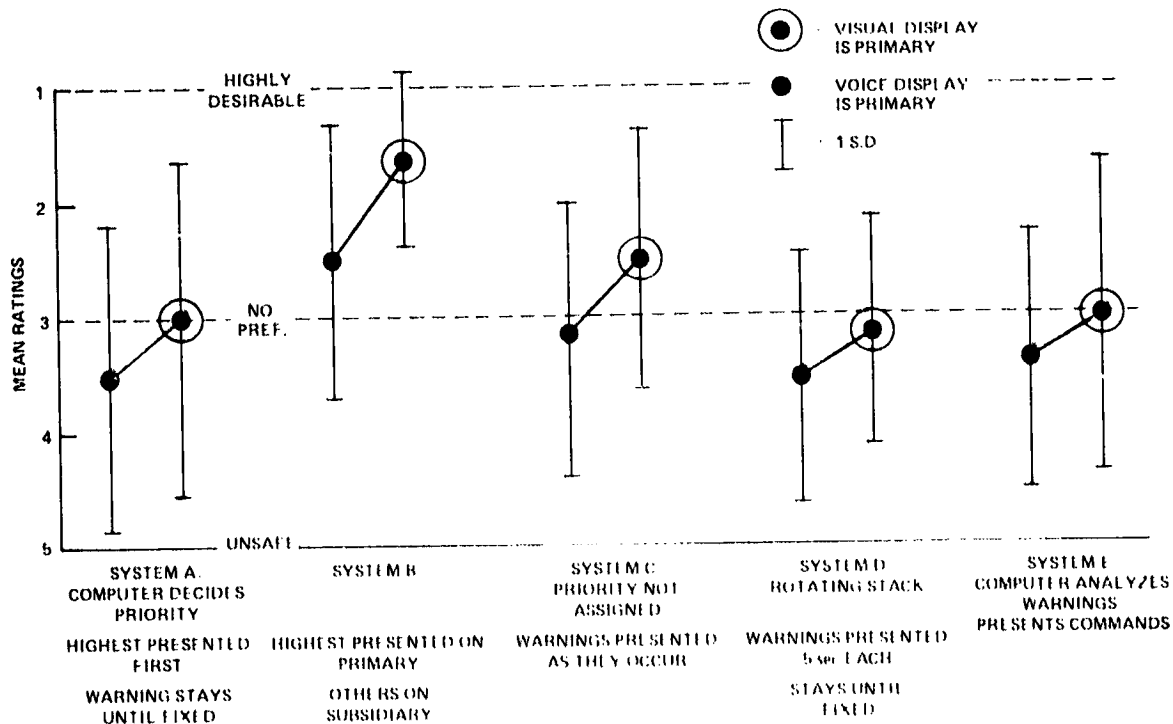 VISUAL DISPLAY
IS PRIMARY
VOICE DISPLAY
IS PRIMARY
1 S.D
HIGHLY
DESIRABLE
NO
PREF.
UNSAFE
MEAN RATINGS
1
2
3
4
5
SYSTEM A.
COMPUTER DECIDES
PRIORITY
HIGHEST PRESENTED
FIRST
WARNING STAYS
UNTIL FIXED
SYSTEM B
HIGHEST PRESENTED ON
PRIMARY
OTHERS ON
SUBSIDIARY
SYSTEM C
PRIORITY NOT
ASSIGNED
WARNINGS PRESENTED
AS THEY OCCUR
SYSTEM D
ROTATING STACK
WARNINGS PRESENTED
5 sec EACH
STAYS UNTIL
FIXED
SYSTEM E
COMPUTER ANALYZES
WARNINGS
PRESENTS COMMANDS